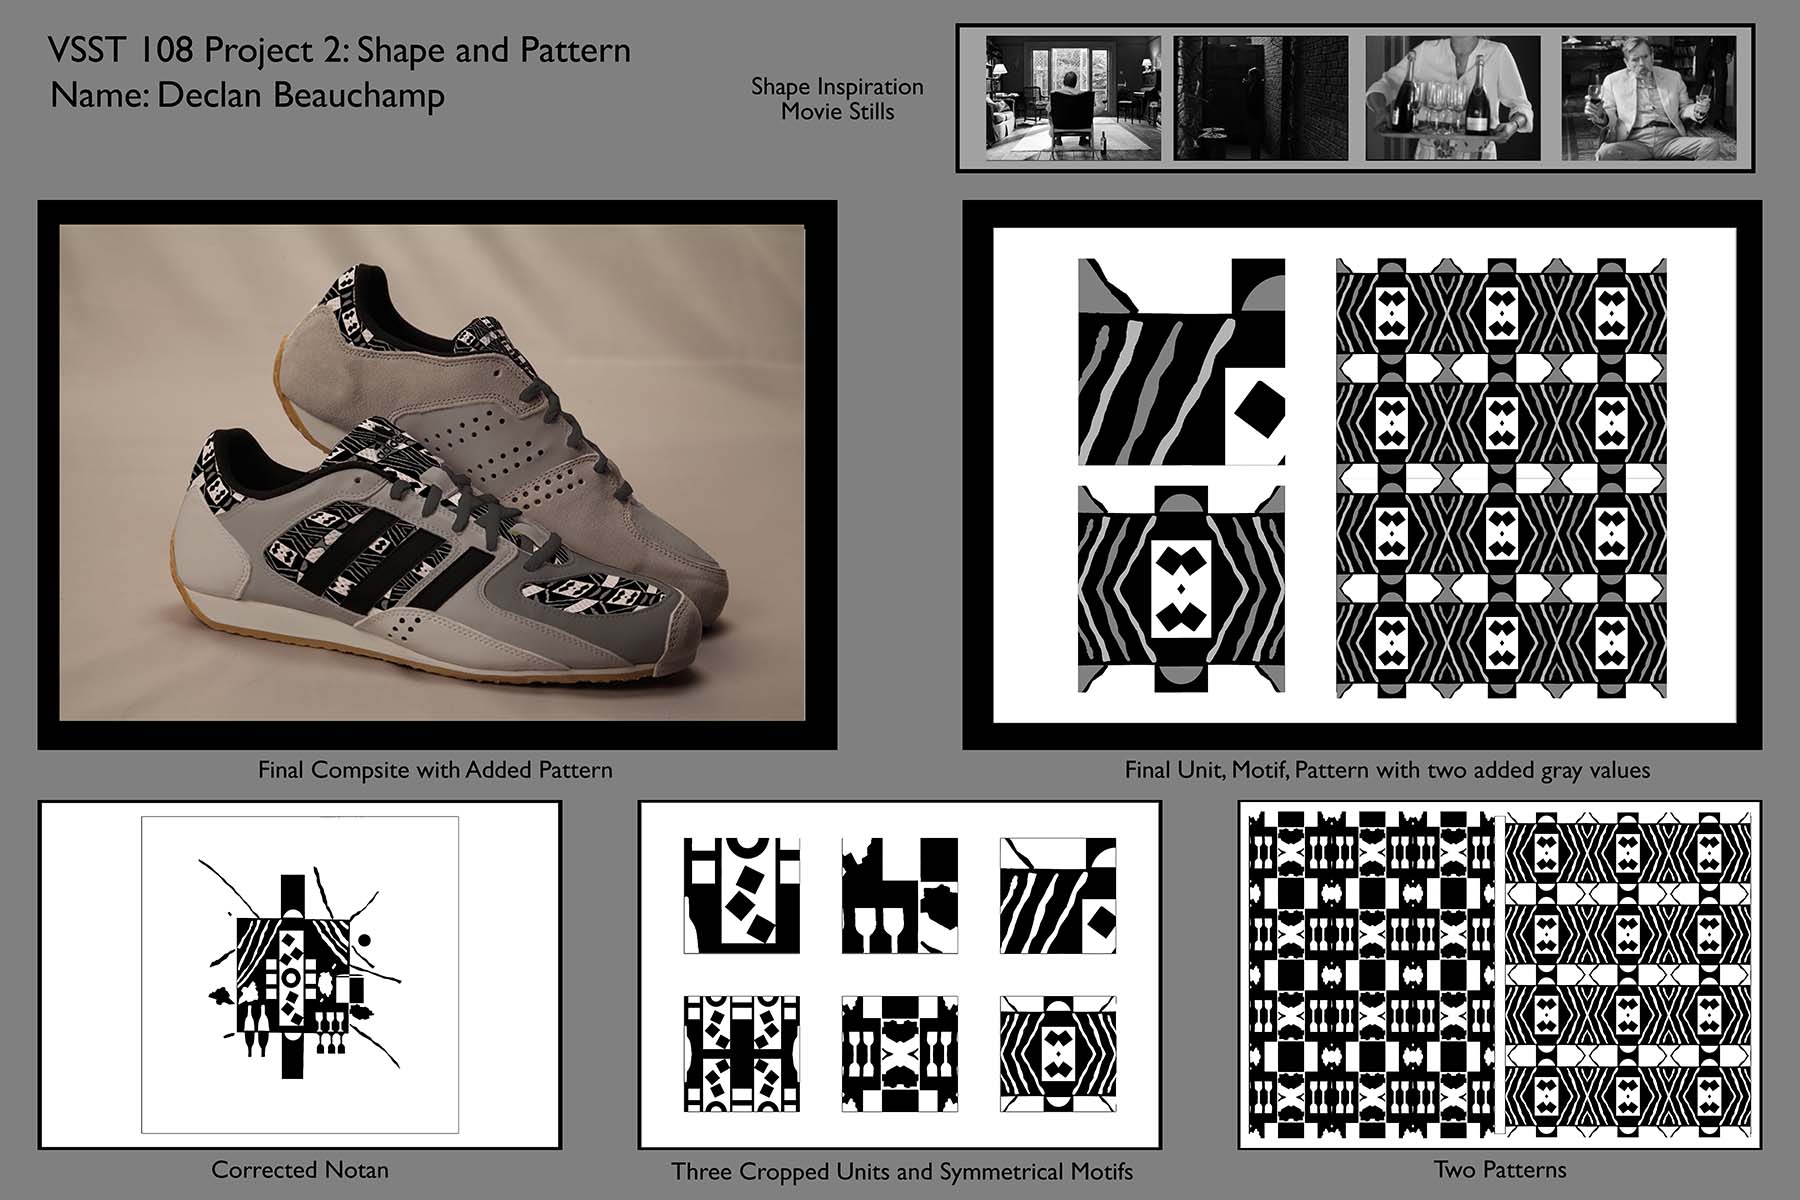 VSST 108 Project 2: Shape and Pattern
Name: Declan Beauchamp
Shape Inspiration
Movie Stills
Final Compsite with Added Pattern
Final Unit, Motif, Pattern with two added gray values
Corrected Notan
Three Cropped Units and Symmetrical Motifs
Two Patterns